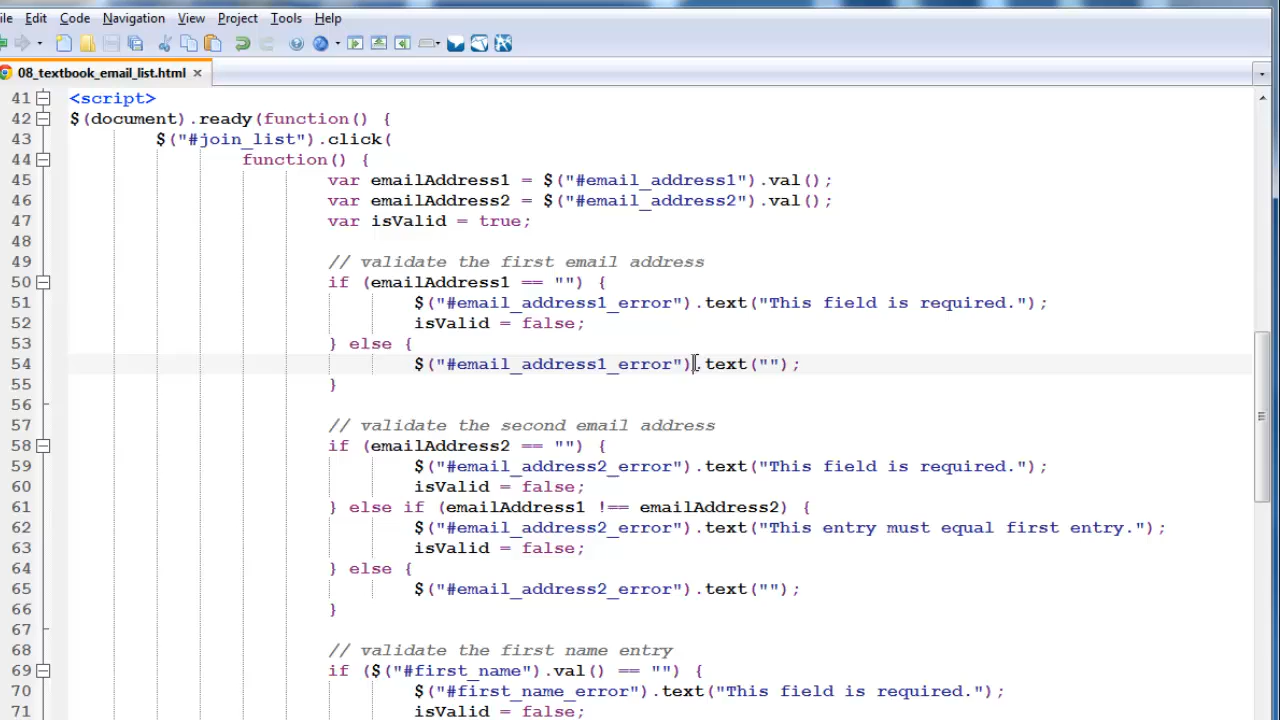 ile Edit Code Navigation View Project Tools Help
08_textbook_email_list.html
41 <script>
42 $(document).ready(function() {
43 $("#join_list").click(
44 function() {
45 var emailAddress1 = $("#email_address1").val();
46 var emailAddress2 = $("#email_address2").val();
47 var isValid = true;
48
49 // validate the first email address
50 if (emailAddress1 == "") {
51 $("#email_address1_error").text("This field is required.");
52 isValid = false;
53 } else {
54 $("#email_address1_error").text("");
55 }
56
57 // validate the second email address
58 if (emailAddress2 == "") {
59 $("#email_address2_error").text("This field is required.");
60 isValid = false;
61 } else if (emailAddress1 !== emailAddress2) {
62 $("#email_address2_error").text("This entry must equal first entry.");
63 isValid = false;
64 } else {
65 $("#email_address2_error").text("");
66 }
67
68 // validate the first name entry
69 if ($("#first_name").val() == "") {
70 $("#first_name_error").text("This field is required.");
71 isValid = false;